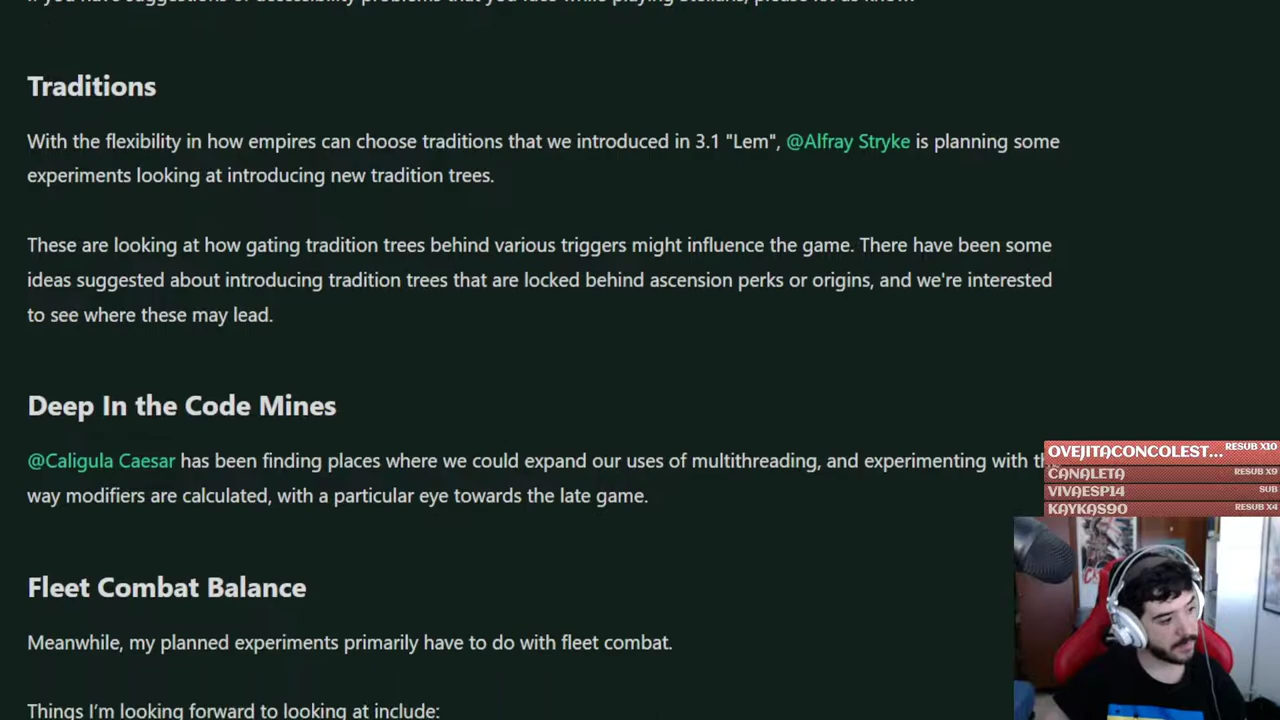 If you have suggestions or accessibility problems that you face while playing Stellaris, please let us know.
Traditions
With the flexibility in how empires can choose traditions that we introduced in 3.1 "Lem", @Alfray Stryke is planning some
experiments looking at introducing new tradition trees.
These are looking at how gating tradition trees behind various triggers might influence the game. There have been some
ideas suggested about introducing tradition trees that are locked behind ascension perks or origins, and we're interested
to see where these may lead.
Deep In the Code Mines
@Caligula Caesar has been finding places where we could expand our uses of multithreading, and experimenting with
way modifiers are calculated, with a particular eye towards the late game.
Fleet Combat Balance
Meanwhile, my planned experiments primarily have to do with fleet combat.
Things I'm looking forward to looking at include:
OVEJITACONCOLEST... RESUB X10
CANALETA RESUB X9
VIVAESP14 SUB
KAYKAS90 RESUB X4